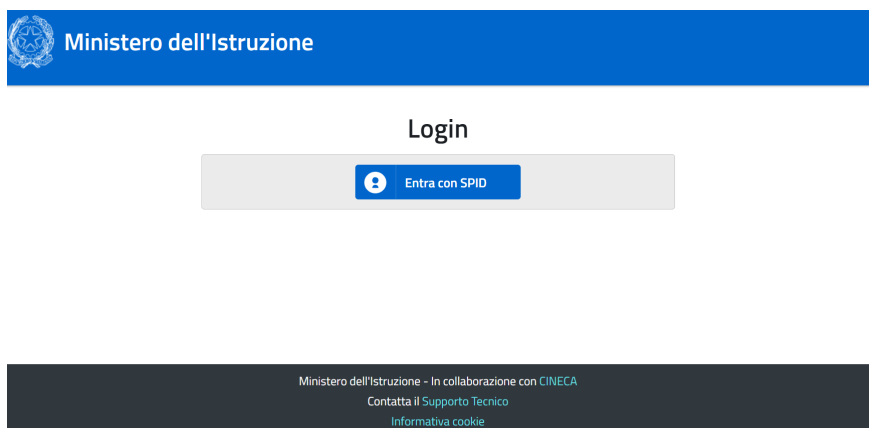 Ministero dell'Istruzione
Login
Entra con SPID
Ministero dell'Istruzione - In collaborazione con CINECA
Contatta il Supporto Tecnico
Informativa cookie